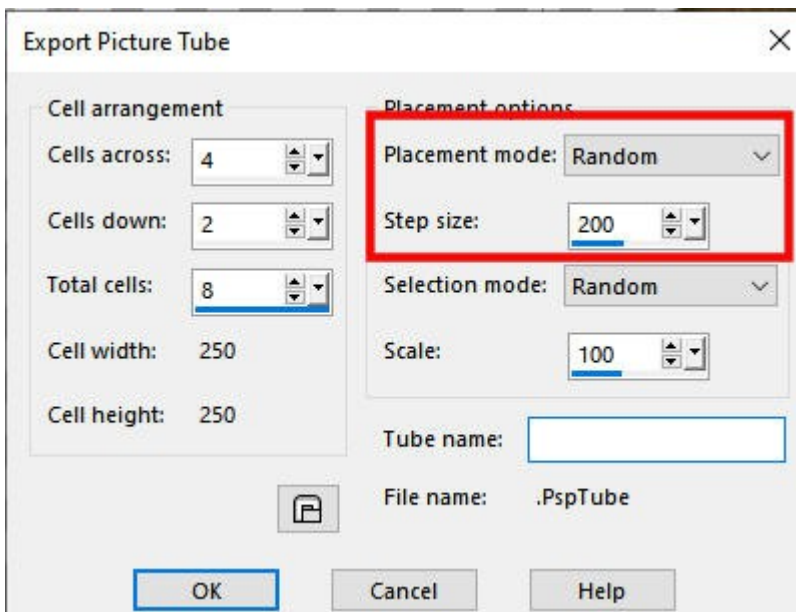 Export Picture Tube
Cell arrangement
Cells across: 4
Cells down: 2
Total cells: 8
Cell width: 250
Cell height: 250
Placement options
Placement mode: Random
Step size: 200
Selection mode: Random
Scale: 100
Tube name:
File name: .PspTube
OK Cancel Help